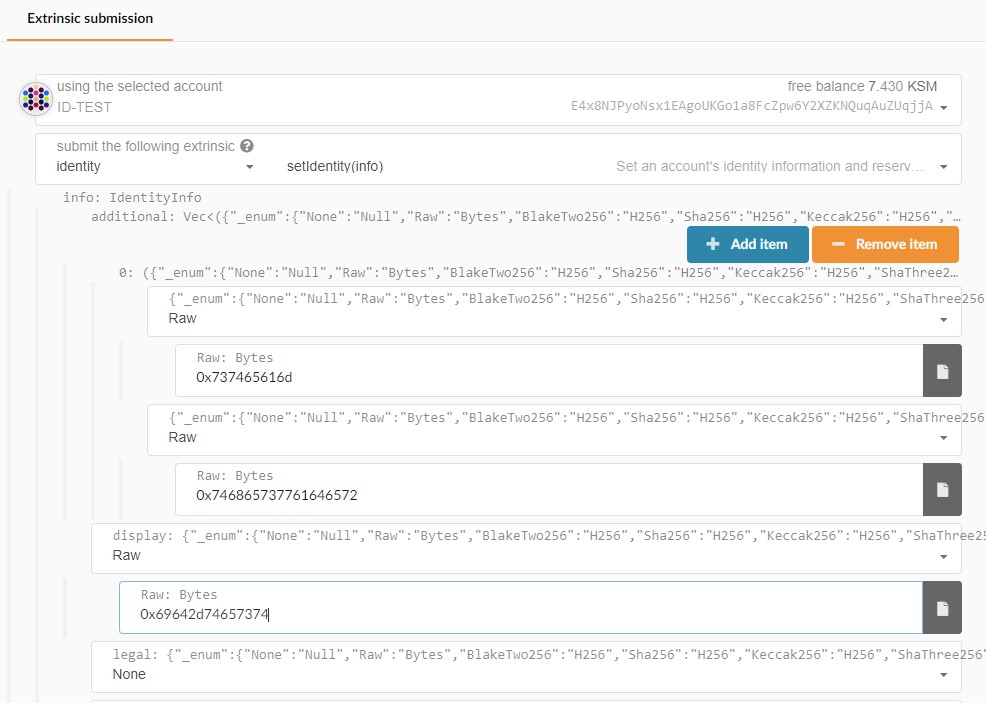 Extrinsic submission
using the selected account
free balance 7.430 KSM
ID-TEST
E4x8NJPyoNsx1EAgoUKGo1a8FcZpw6Y2XZKNQuqAuZUqjjA
submit the following extrinsic
identity
setIdentity(info)
Set an account's identity information and reserv…
info: IdentityInfo
additional: Vec<({"_enum":{"None":"Null","Raw":"Bytes","BlakeTwo256":"H256","Sha256":"H256","Keccak256":"H256","…
Add item
Remove item
0: ({"_enum":{"None":"Null","Raw":"Bytes","BlakeTwo256":"H256","Sha256":"H256","Keccak256":"H256","ShaThree2…
{"_enum":{"None":"Null","Raw":"Bytes","BlakeTwo256":"H256","Sha256":"H256","Keccak256":"H256","ShaThree256
Raw
Raw: Bytes
0x737465616d
{"_enum":{"None":"Null","Raw":"Bytes","BlakeTwo256":"H256","Sha256":"H256","Keccak256":"H256","ShaThree256
Raw
Raw: Bytes
0x746865737761646572
display: {"_enum":{"None":"Null","Raw":"Bytes","BlakeTwo256":"H256","Sha256":"H256","Keccak256":"H256","ShaThree25
Raw
Raw: Bytes
0x69642d74657374
legal: {"_enum":{"None":"Null","Raw":"Bytes","BlakeTwo256":"H256","Sha256":"H256","Keccak256":"H256","ShaThree256"
None